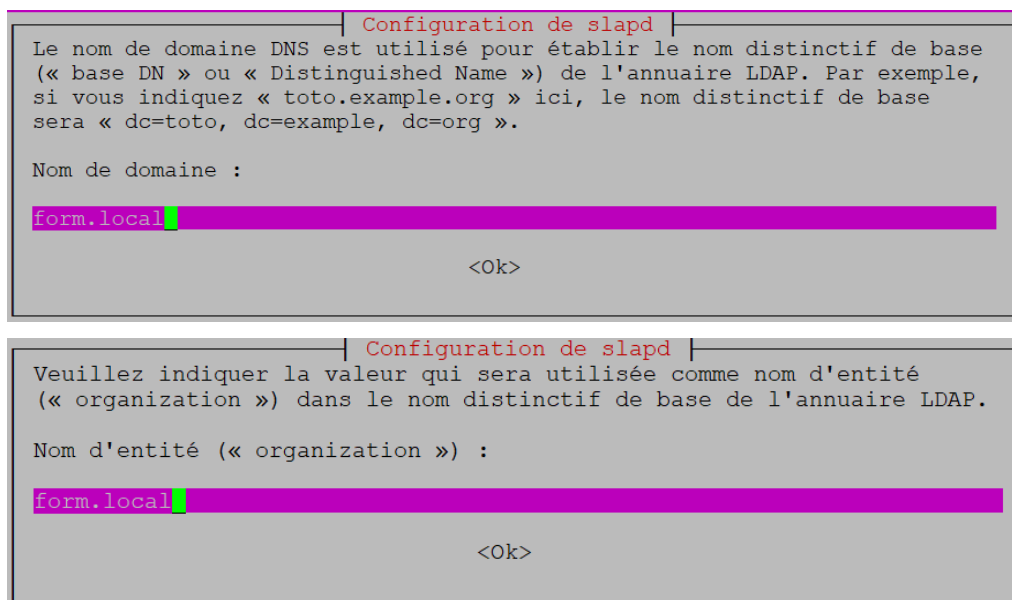 Configuration de slapd
Le nom de domaine DNS est utilisé pour établir le nom distinctif de base
(« base DN » ou « Distinguished Name ») de l'annuaire LDAP. Par exemple,
si vous indiquez « toto.example.org » ici, le nom distinctif de base
sera « dc=toto, dc=example, dc=org ».
Nom de domaine :
form.local
<Ok>
Configuration de slapd
Veuillez indiquer la valeur qui sera utilisée comme nom d'entité
(« organization ») dans le nom distinctif de base de l'annuaire LDAP.
Nom d'entité (« organization ») :
form.local
<Ok>